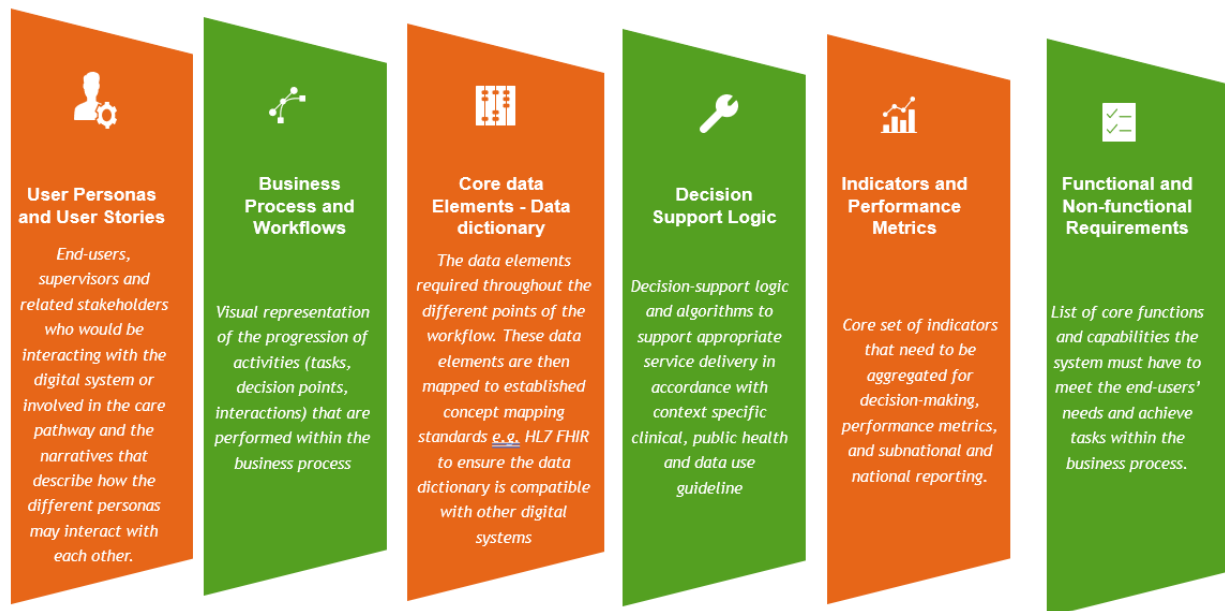 User Personas
and User Stories
End-users,
supervisors and
related stakeholders
who would be
interacting with the
digital system or
involved in the care
pathway and the
narratives that
describe how the
different personas
may interact with
each other.
Business
Process and
Workflows
Visual representation
of the progression of
activities (tasks,
decision points,
interactions) that are
performed within the
business process
Core data
Elements - Data
dictionary
The data elements
required throughout the
different points of the
workflow. These data
elements are then
mapped to established
concept mapping
standards e.g. HL7 FHIR
to ensure the data
dictionary is compatible
with other digital
systems
Decision
Support Logic
Decision-support logic
and algorithms to
support appropriate
service delivery in
accordance with
context specific
clinical, public health
and data use
guideline
Indicators and
Performance
Metrics
Core set of indicators
that need to be
aggregated for
decision-making,
performance metrics,
and subnational and
national reporting.
Functional and
Non-functional
Requirements
List of core functions
and capabilities the
system must have to
meet the end-users’
needs and achieve
tasks within the
business process.